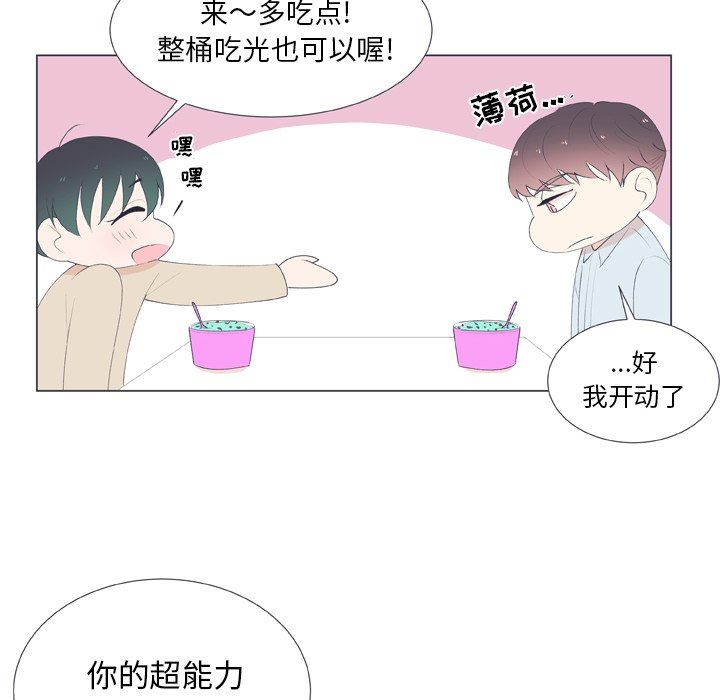 来～多吃点!
整桶吃光也可以喔!
薄荷...
嘿
嘿
...好
我开动了
你的超能力